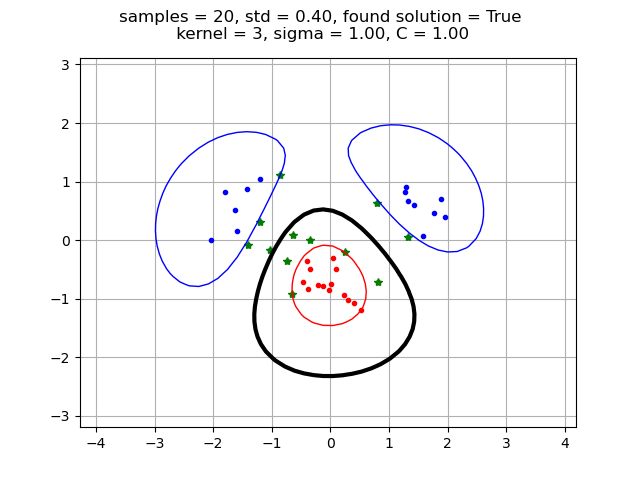 samples = 20, std = 0.40, found solution = True
kernel = 3, sigma = 1.00, C = 1.00
3
2
1
0
−1
−2
−3
−4 −3 −2 −1 0 1 2 3 4